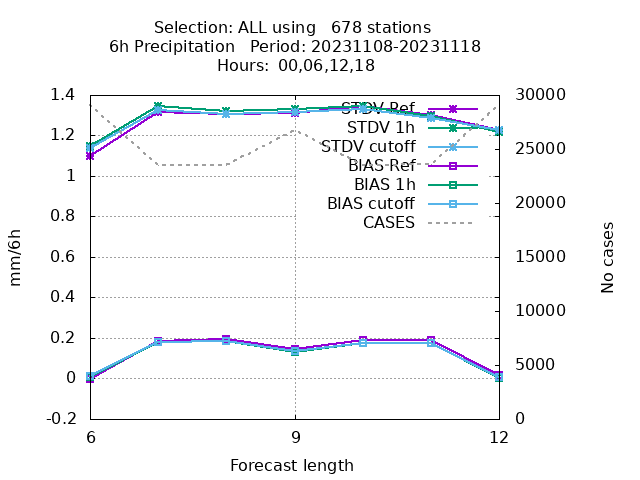 Selection: ALL using   678 stations
6h Precipitation   Period: 20231108-20231118
Hours:  00,06,12,18
1.4
1.2
1
0.8
0.6
0.4
0.2
0
-0.2
30000
25000
20000
15000
10000
5000
0
STDV Ref
STDV 1h
STDV cutoff
BIAS Ref
BIAS 1h
BIAS cutoff
CASES
mm/6h
No cases
6
9
12
Forecast length